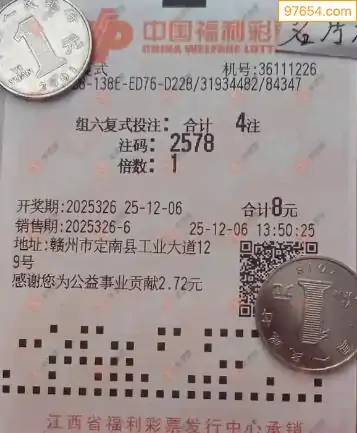 97654.com
中国福利彩
CHINA WELFARE LOTT
复式
机号:36111226
138E-ED76-D228/31934482/84347
组六复式投注: 合计 4注
注码: 2578
倍数: 1
开奖期:2025326 25-12-06 合计8元
销售期:2025326-6 25-12-06 13:50:25
地址:赣州市定南县工业大道12
9号
感谢您为公益事业贡献2.72元
江西省福利彩票发行中心承销
1
元